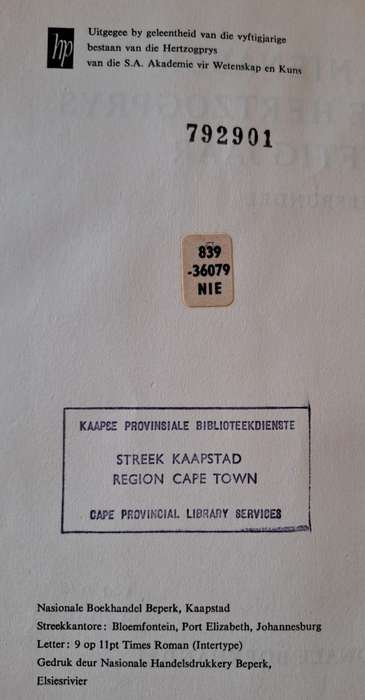 hp
Uitgegee by geleentheid van die vyftigjarige
bestaan van die Hertzogprys
van die S.A. Akademie vir Wetenskap en Kuns
792901
839
-36079
NIE
KAAPSE PROVINSIALE BIBLIOTEEKDIENSTE
STREEK KAAPSTAD
REGION CAPE TOWN
CAPE PROVINCIAL LIBRARY SERVICES
Nasionale Boekhandel Beperk, Kaapstad
Streekkantore: Bloemfontein, Port Elizabeth, Johannesburg
Letter: 9 op 11pt Times Roman (Intertype)
Gedruk deur Nasionale Handelsdrukkery Beperk,
Elsiesrivier